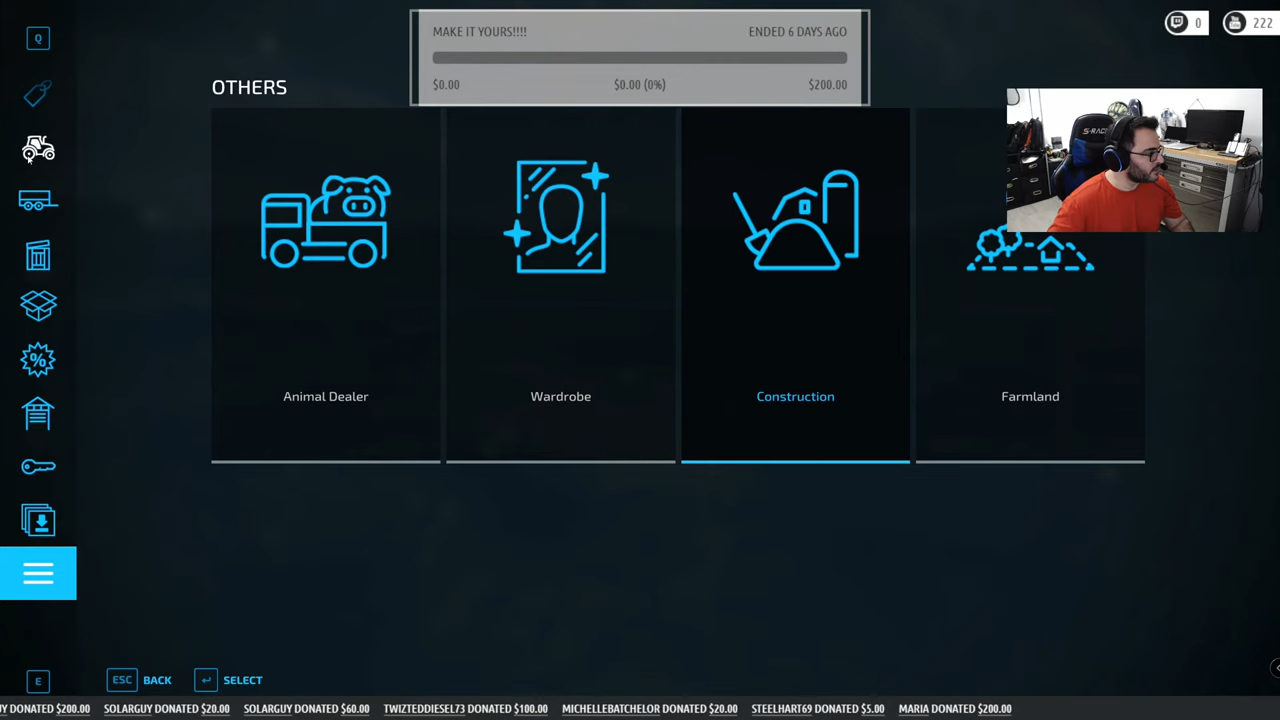 Q
MAKE IT YOURS!!!! ENDED 6 DAYS AGO
$0.00 $0.00 (0%) $200.00
0 222
OTHERS
%
Animal Dealer Wardrobe Construction Farmland
E
ESC BACK SELECT
DONATED $200.00 SOLARGUY DONATED $20.00 SOLARGUY DONATED $60.00 TWIZTEDDIESEL73 DONATED $100.00 MICHELLEBATCHELOR DONATED $20.00 STEELHART69 DONATED $5.00 MARIA DONATED $200.00